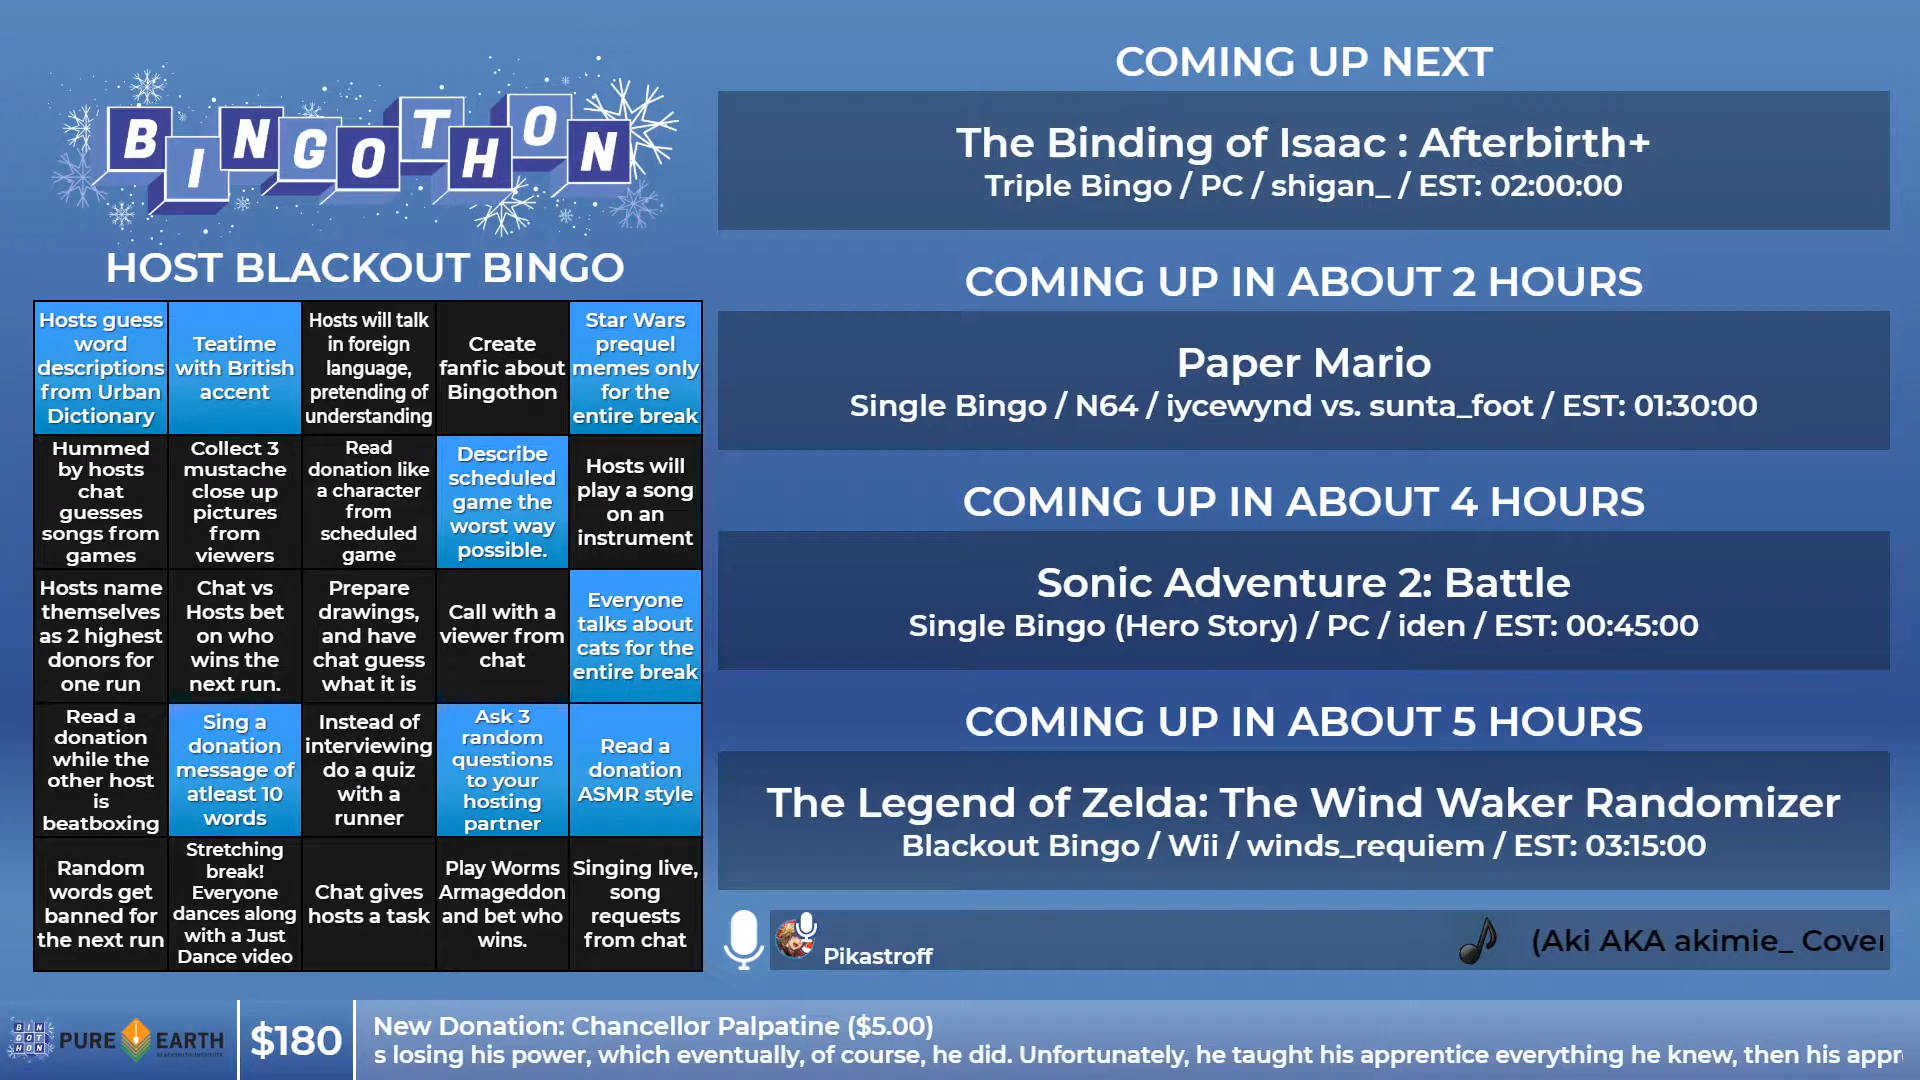 BINGOTHON
HOST BLACKOUT BINGO
Hosts guess
word
descriptions
from Urban
Dictionary
Teatime
with British
accent
Hosts will talk
in foreign
language,
pretending of
understanding
Create
fanfic about
Bingothon
Star Wars
prequel
memes only
for the
entire break
Hummed
by hosts
chat
guesses
songs from
games
Collect 3
mustache
close up
pictures
from
viewers
Read
donation like
a character
from
scheduled
game
Describe
scheduled
game the
worst way
possible.
Hosts will
play a song
on an
instrument
Hosts name
themselves
as 2 highest
donors for
one run
Chat vs
Hosts bet
on who
wins the
next run.
Prepare
drawings,
and have
chat guess
what it is
Call with a
viewer from
chat
Everyone
talks about
cats for the
entire break
Read a
donation
while the
other host
is
beatboxing
Sing a
donation
message of
atleast 10
words
Instead of
interviewing
do a quiz
with a
runner
Ask 3
random
questions
to your
hosting
partner
Read a
donation
ASMR style
Random
words get
banned for
the next run
Stretching
break!
Everyone
dances along
with a Just
Dance video
Chat gives
hosts a task
Play Worms
Armageddon
and bet who
wins.
Singing live,
song
requests
from chat
COMING UP NEXT
The Binding of Isaac : Afterbirth+
Triple Bingo / PC / shigan_ / EST: 02:00:00
COMING UP IN ABOUT 2 HOURS
Paper Mario
Single Bingo / N64 / iycewynd vs. sunta_foot / EST: 01:30:00
COMING UP IN ABOUT 4 HOURS
Sonic Adventure 2: Battle
Single Bingo (Hero Story) / PC / iden / EST: 00:45:00
COMING UP IN ABOUT 5 HOURS
The Legend of Zelda: The Wind Waker Randomizer
Blackout Bingo / Wii / winds_requiem / EST: 03:15:00
Pikastroff
(Aki AKA akimie_ Cover
BINGOTHON
PURE EARTH
$180
New Donation: Chancellor Palpatine ($5.00)
s losing his power, which eventually, of course, he did. Unfortunately, he taught his apprentice everything he knew, then his appr